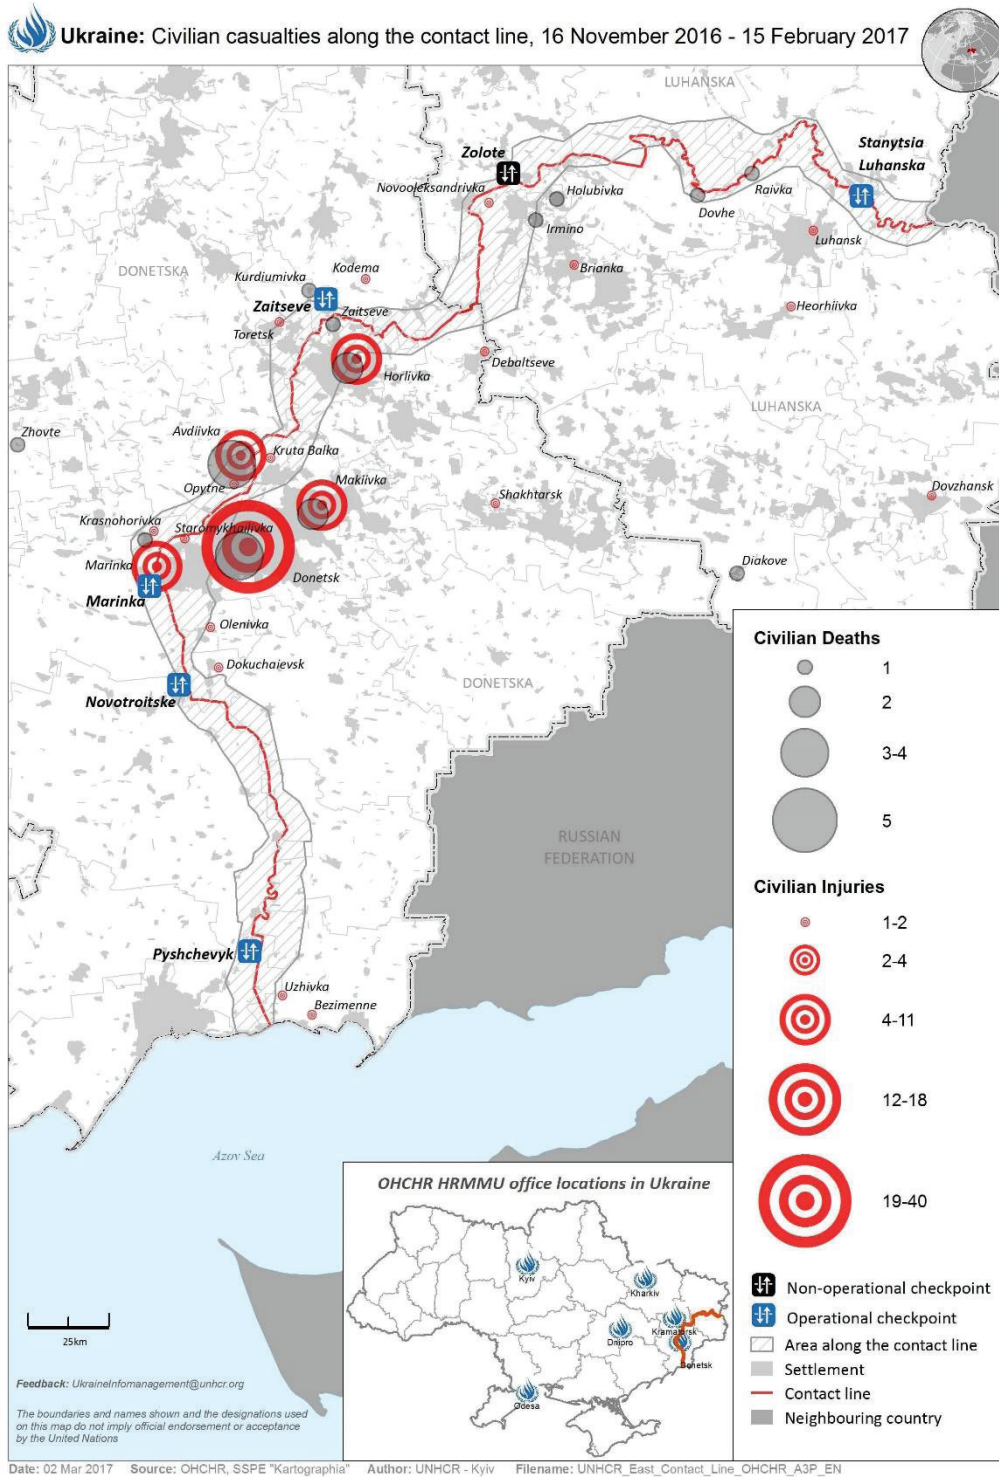 Ukraine: Civilian casualties along the contact line, 16 November 2016 - 15 February 2017
LUHANSKA
Stanytsia
Luhanska
Zolote
Novooleksandrivka
Holubivka
Raivka
Dovhe
Irmino
Luhansk
Brianka
DONETSKA
Kodema
Kurdiumivka
Zaitseve
Zaitseve
Heorhiivka
Toretsk
Debaltseve
Horlivka
LUHANSKA
Zhovte
Avdiivka
Kruta Balka
Opytne
Makiivka
Shakhtarsk
Dovzhansk
Krasnohorivka
Staromykhailivka
Marinka
Donetsk
Diakove
Marinka
Olenivka
Dokuchaievsk
DONETSKA
Novotroitske
RUSSIAN
FEDERATION
Pyshchevyk
Uzhivka
Bezimenne
Azov Sea
Civilian Deaths
1
2
3-4
5
Civilian Injuries
1-2
2-4
4-11
12-18
19-40
Non-operational checkpoint
Operational checkpoint
Area along the contact line
Settlement
Contact line
Neighbouring country
OHCHR HRMMU office locations in Ukraine
Kyiv
Kharkiv
Kramatorsk
Dnipro
Donetsk
Odesa
25km
Feedback: UkraineInfomanagement@unhcr.org
The boundaries and names shown and the designations used
on this map do not imply official endorsement or acceptance
by the United Nations
Date: 02 Mar 2017 Source: OHCHR, SSPE "Kartographia" Author: UNHCR - Kyiv Filename: UNHCR_East_Contact_Line_OHCHR_A3P_EN